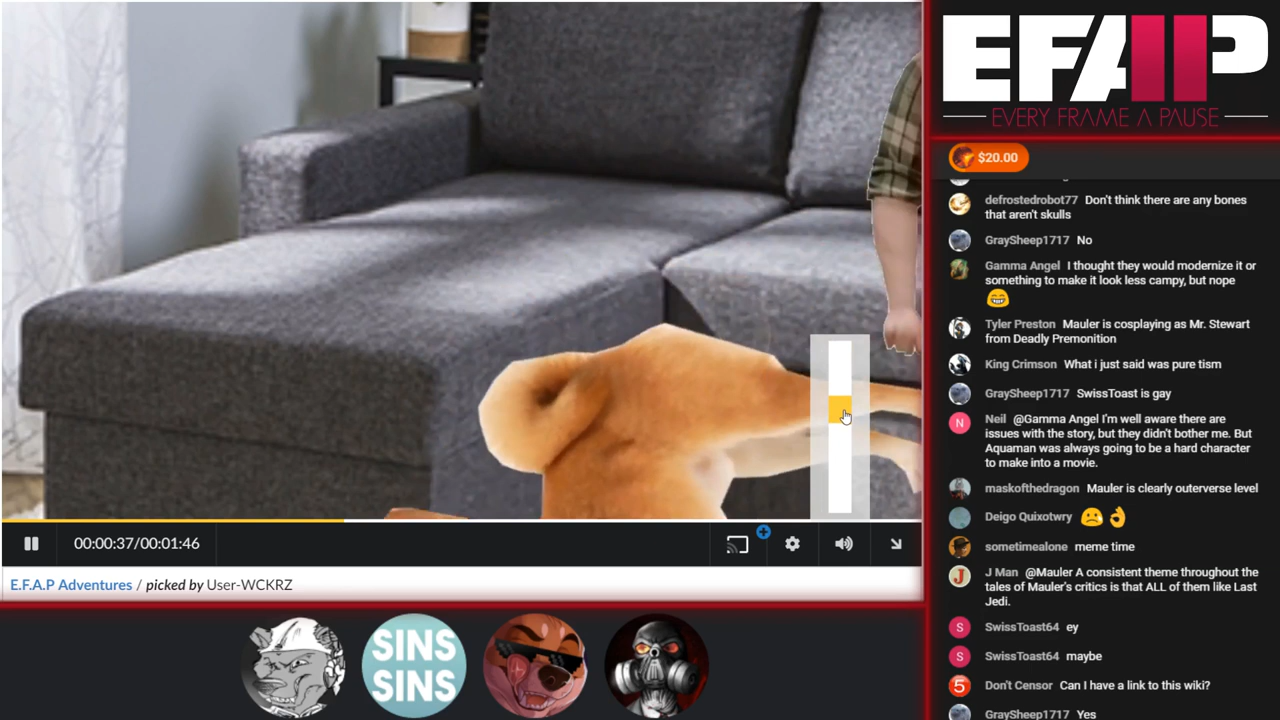 EFAP
EVERY FRAME A PAUSE
$20.00
defrostedrobot77 Don't think there are any bones
that aren't skulls
GraySheep1717 No
Gamma Angel I thought they would modernize it or
something to make it look less campy, but nope
😂
Tyler Preston Mauler is cosplaying as Mr. Stewart
from Deadly Premonition
King Crimson What i just said was pure tism
GraySheep1717 SwissToast is gay
N Neil @Gamma Angel I'm well aware there are
issues with the story, but they didn't bother me. But
Aquaman was always going to be a hard character
to make into a movie.
maskofthedragon Mauler is clearly outerverse level
Deigo Quixotwry ☹️👌
sometimealone meme time
J J Man @Mauler A consistent theme throughout the
tales of Mauler's critics is that ALL of them like Last
Jedi.
S SwissToast64 ey
S SwissToast64 maybe
5 Don't Censor Can I have a link to this wiki?
GraySheep1717 Yes
00:00:37/00:01:46
E.F.A.P Adventures / picked by User-WCKRZ
SINS
SINS